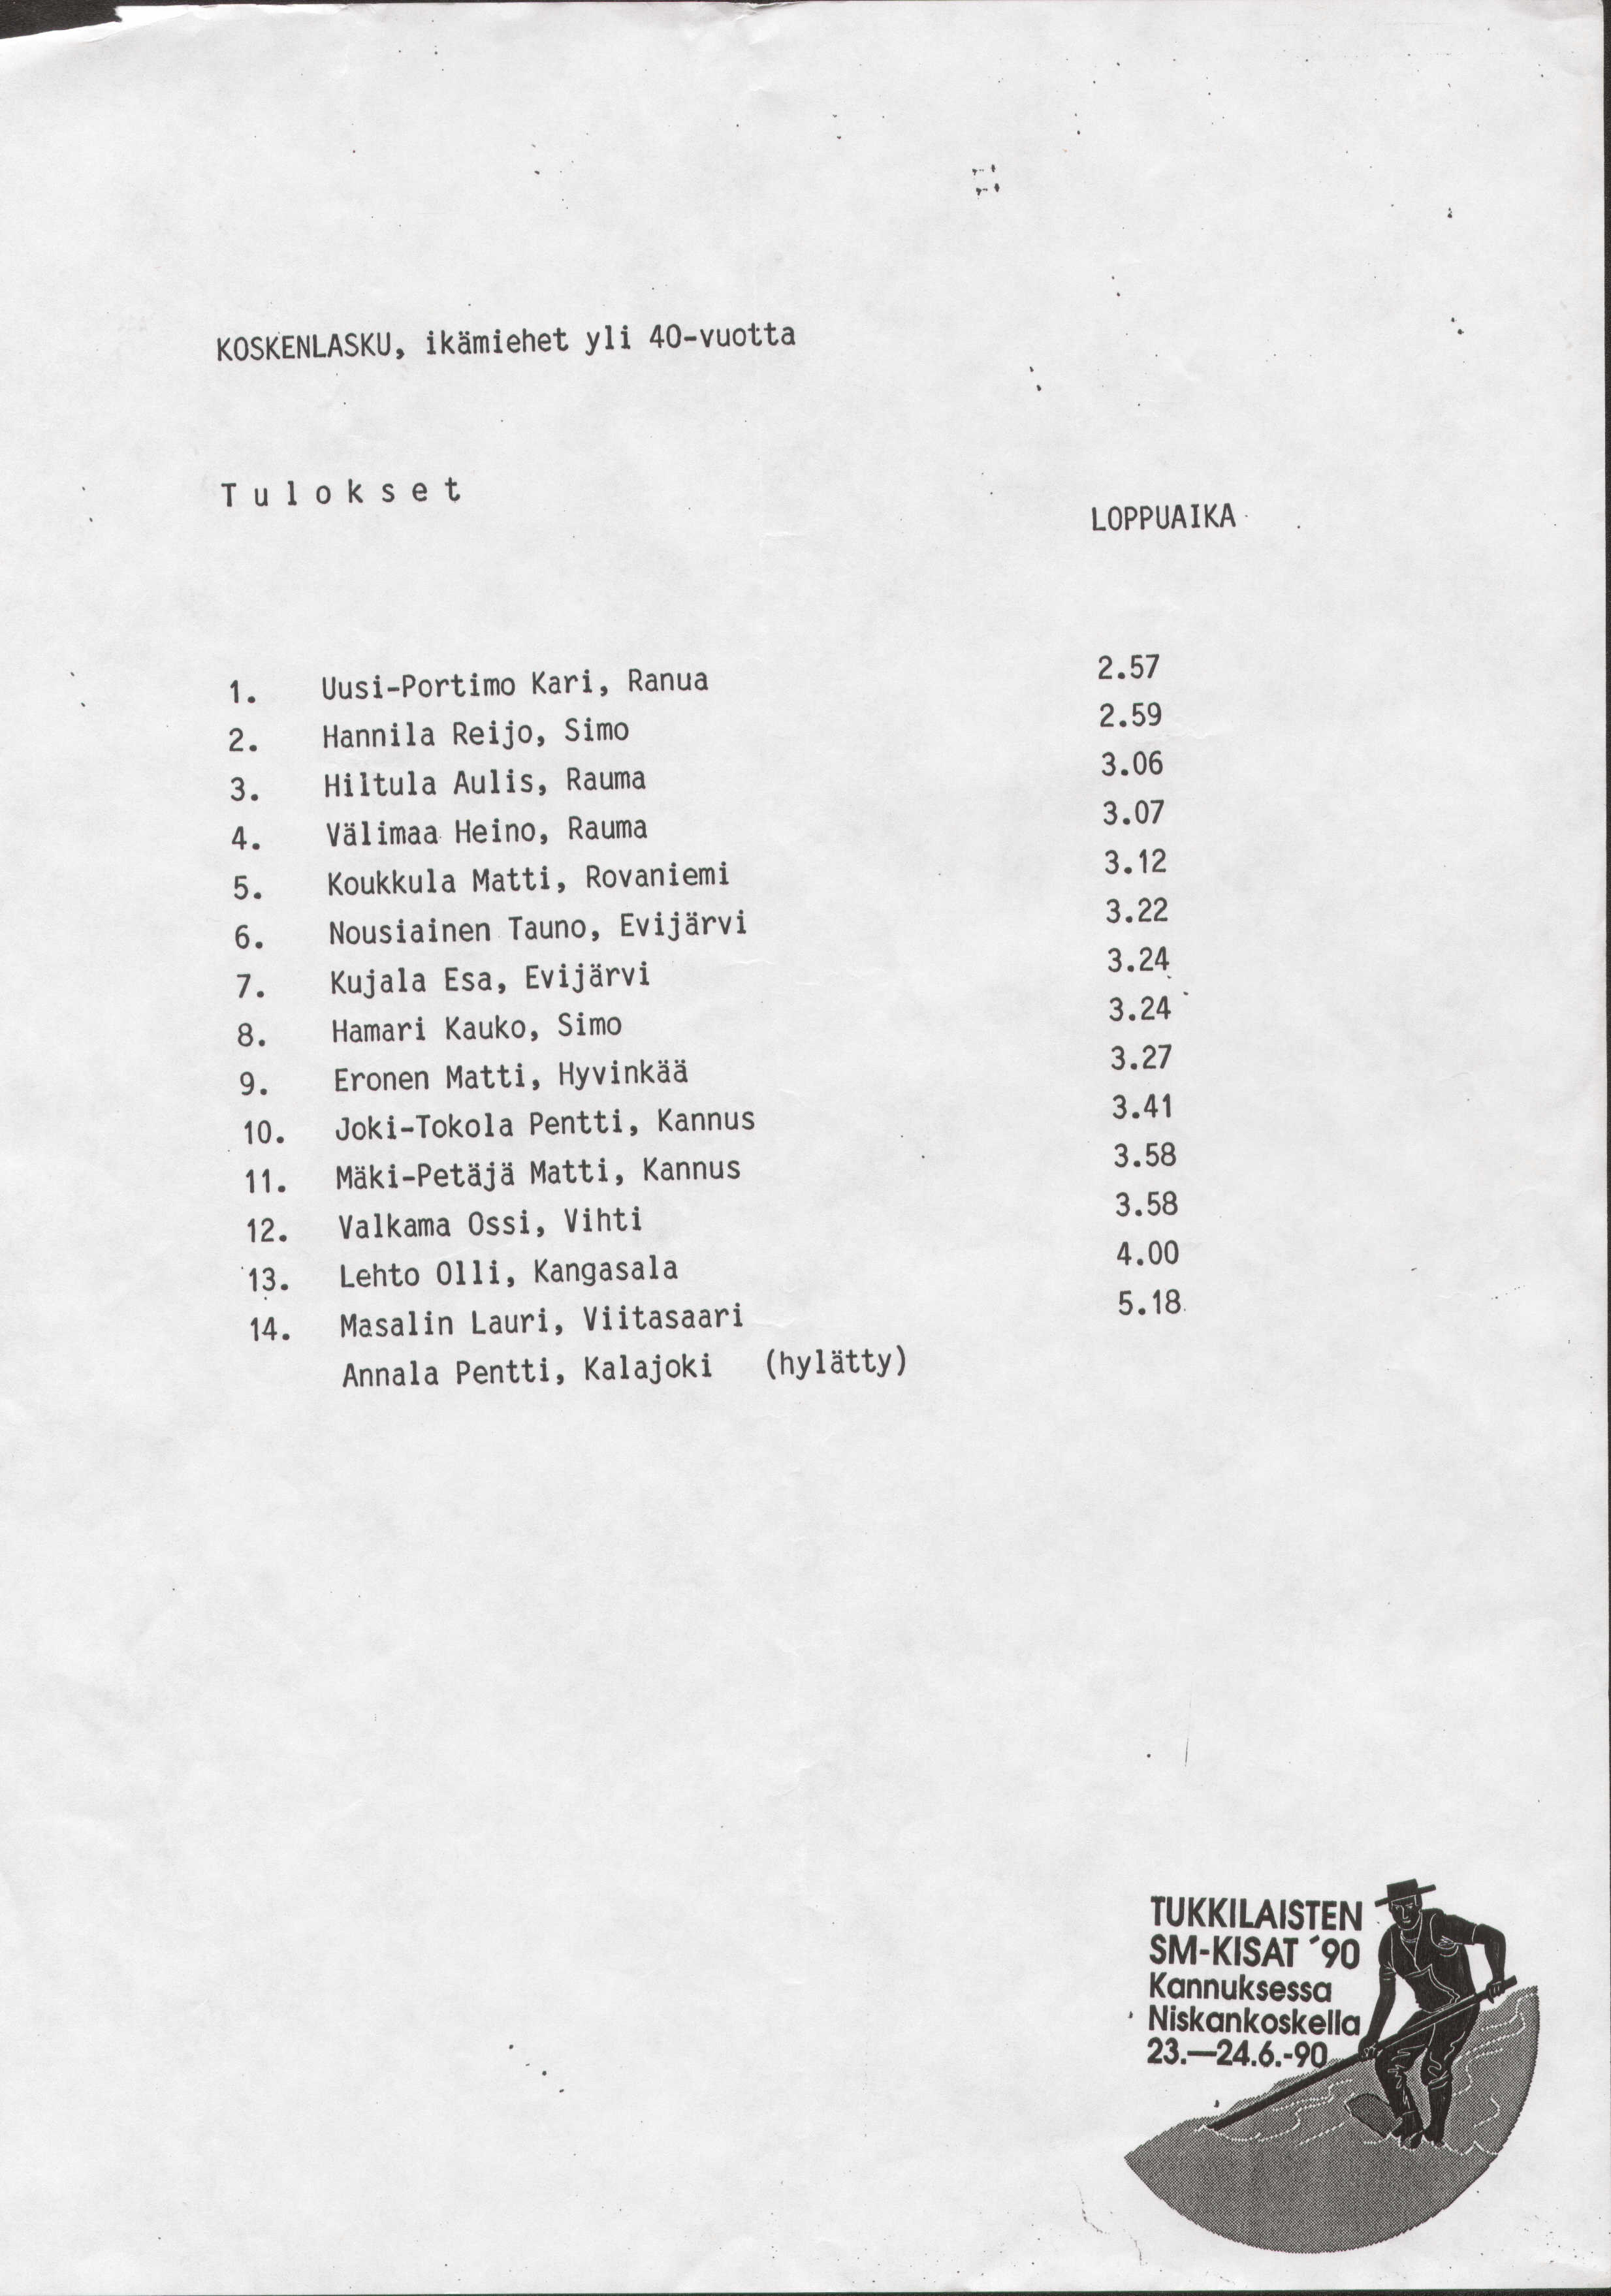 KOSKENLASKU, ikämiehet yli 40-vuotta
T u l o k s e t
LOPPUAIKA
1. Uusi-Portimo Kari, Ranua 2.57
2. Hannila Reijo, Simo 2.59
3. Hiltula Aulis, Rauma 3.06
4. Välimaa Heino, Rauma 3.07
5. Koukkula Matti, Rovaniemi 3.12
6. Nousiainen Tauno, Evijärvi 3.22
7. Kujala Esa, Evijärvi 3.24
8. Hamari Kauko, Simo 3.24
9. Eronen Matti, Hyvinkää 3.27
10. Joki-Tokola Pentti, Kannus 3.41
11. Mäki-Petäjä Matti, Kannus 3.58
12. Valkama Ossi, Vihti 3.58
13. Lehto Olli, Kangasala 4.00
14. Masalin Lauri, Viitasaari 5.18
Annala Pentti, Kalajoki (hylätty)
TUKKILAISTEN
SM-KISAT ´90
Kannuksessa
Niskankoskella
23.—24.6.-90